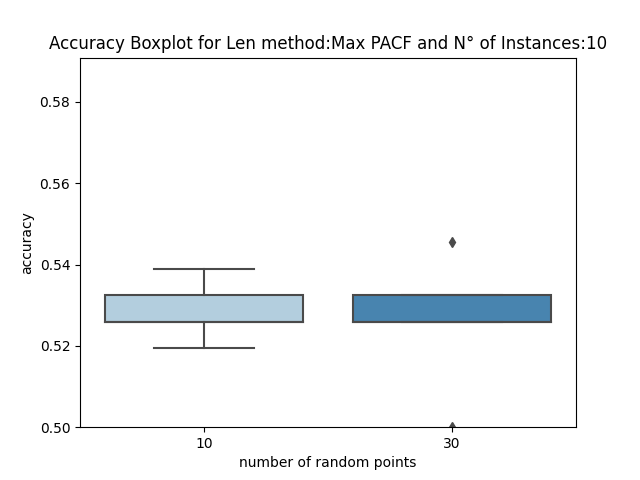 Accuracy Boxplot for Len method:Max PACF and N° of Instances:10
0.58
0.56
0.54
0.52
0.50
accuracy
10
30
number of random points